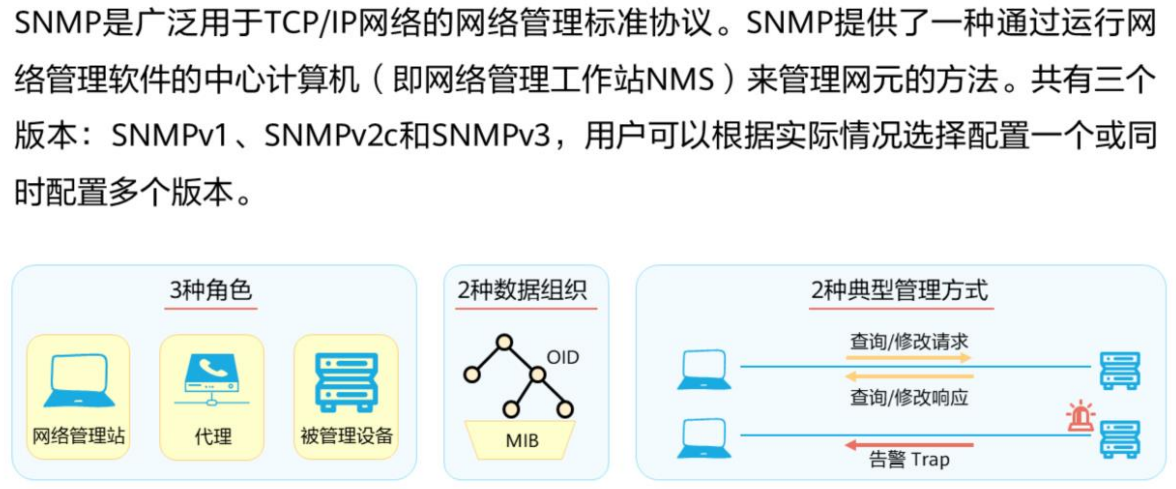 SNMP是广泛用于TCP/IP网络的网络管理标准协议。SNMP提供了一种通过运行网
络管理软件的中心计算机（即网络管理工作站NMS）来管理网元的方法。共有三个
版本：SNMPv1、SNMPv2c和SNMPv3，用户可以根据实际情况选择配置一个或同
时配置多个版本。
3种角色
网络管理站
代理
被管理设备
2种数据组织
OID
MIB
2种典型管理方式
查询/修改请求
查询/修改响应
告警 Trap